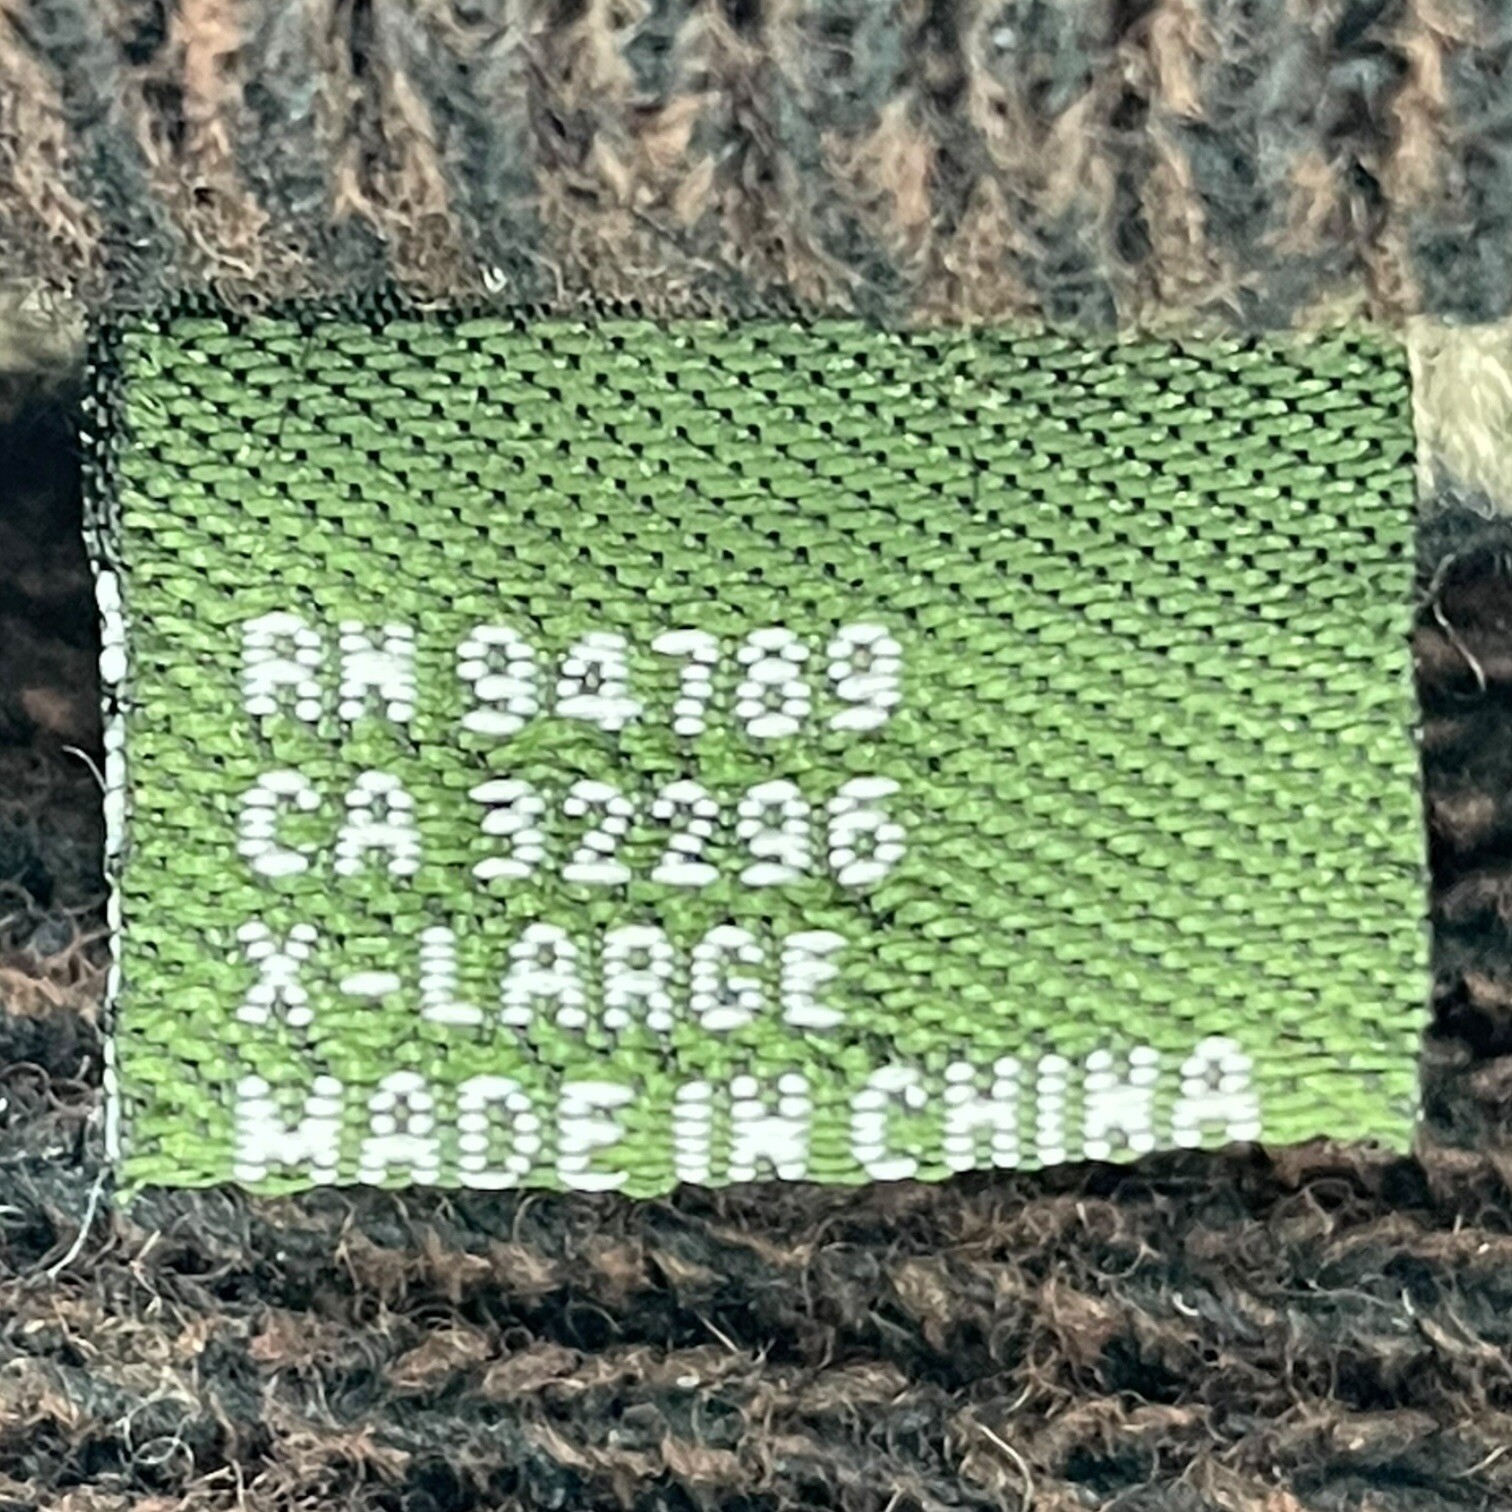 RN 94789
CA 32296
X-LARGE
MADE IN CHINA